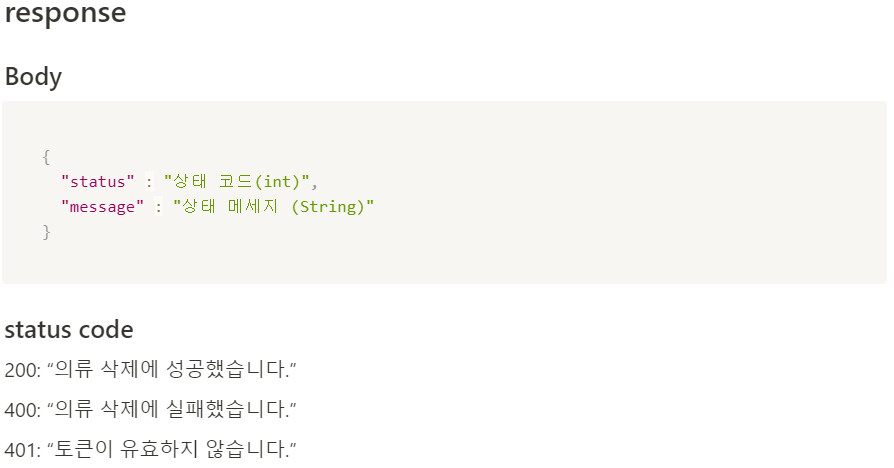 response
Body
{
"status" : "상태 코드(int)",
"message" : "상태 메세지 (String)"
}
status code
200: “의류 삭제에 성공했습니다.”
400: “의류 삭제에 실패했습니다.”
401: “토큰이 유효하지 않습니다.”